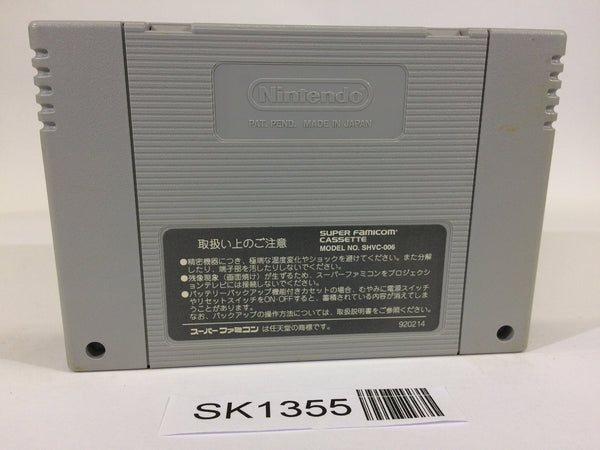 Nintendo
PAT. PEND. MADE IN JAPAN
取扱い上のご注意
SUPER FAMICOM
CASSETTE
MODEL NO. SHVC-006
●精密機器につき、極端な温度変化やショックを避けてください。また分解
したり、端子部を汚したりしないでください。
●残像現象(画面焼け)が生ずるため、スーパーファミコンをプロジェクシ
ョンテレビには接続しないでください。
●バッテリーバックアップ機能付きカセットの場合、むやみに電源スイッチ
やリセットスイッチをON-OFFすると、蓄積されている内容が消えてしま
うことがあります。
なお、バックアップの操作方法については、取扱説明書をご参照ください。
スーパーファミコンは任天堂の商標です。
920214
SK1355